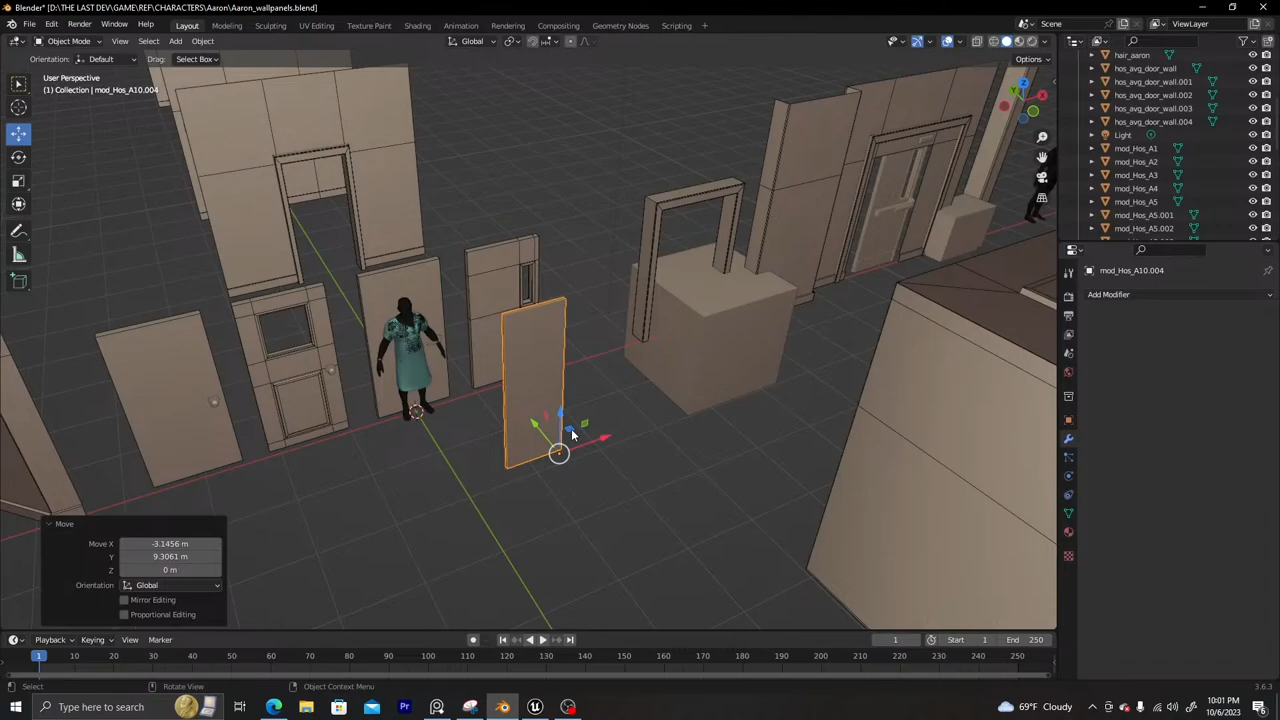 Blender* [D:\THE LAST DEV\GAME\REF\CHARACTERS\Aaron\Aaron_wallpanels.blend]
File Edit Render Window Help Layout Modeling Sculpting UV Editing Texture Paint Shading Animation Rendering Compositing Geometry Nodes Scripting + Scene ViewLayer
Object Mode View Select Add Object Global
Orientation: Default Drag: Select Box Options
User Perspective
(1) Collection | mod_Hos_A10.004
hair_aaron
hos_avg_door_wall
hos_avg_door_wall.001
hos_avg_door_wall.002
hos_avg_door_wall.003
hos_avg_door_wall.004
Light
mod_Hos_A1
mod_Hos_A2
mod_Hos_A3
mod_Hos_A4
mod_Hos_A5
mod_Hos_A5.001
mod_Hos_A5.002
mod_Hos_A10.004
Add Modifier
Move
Move X -3.1456 m
Y 9.3061 m
Z 0 m
Orientation Global
Mirror Editing
Proportional Editing
Playback Keying View Marker 1 Start 1 End 250
1 10 20 30 40 50 60 70 80 90 100 110 120 130 140 150 160 170 180 190 200 210 220 230 240 250
Select Rotate View Object Context Menu 3.6.3
Type here to search 69°F Cloudy 10:01 PM
10/6/2023